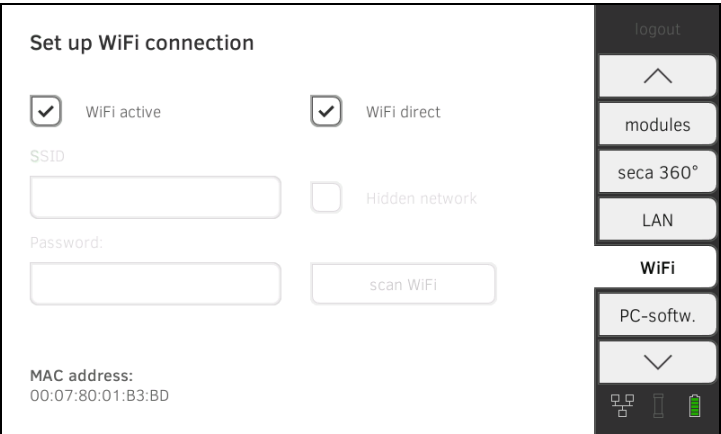 Set up WiFi connection
WiFi active
WiFi direct
SSID
Hidden network
Password:
scan WiFi
MAC address:
00:07:80:01:B3:BD
logout
modules
seca 360°
LAN
WiFi
PC-softw.